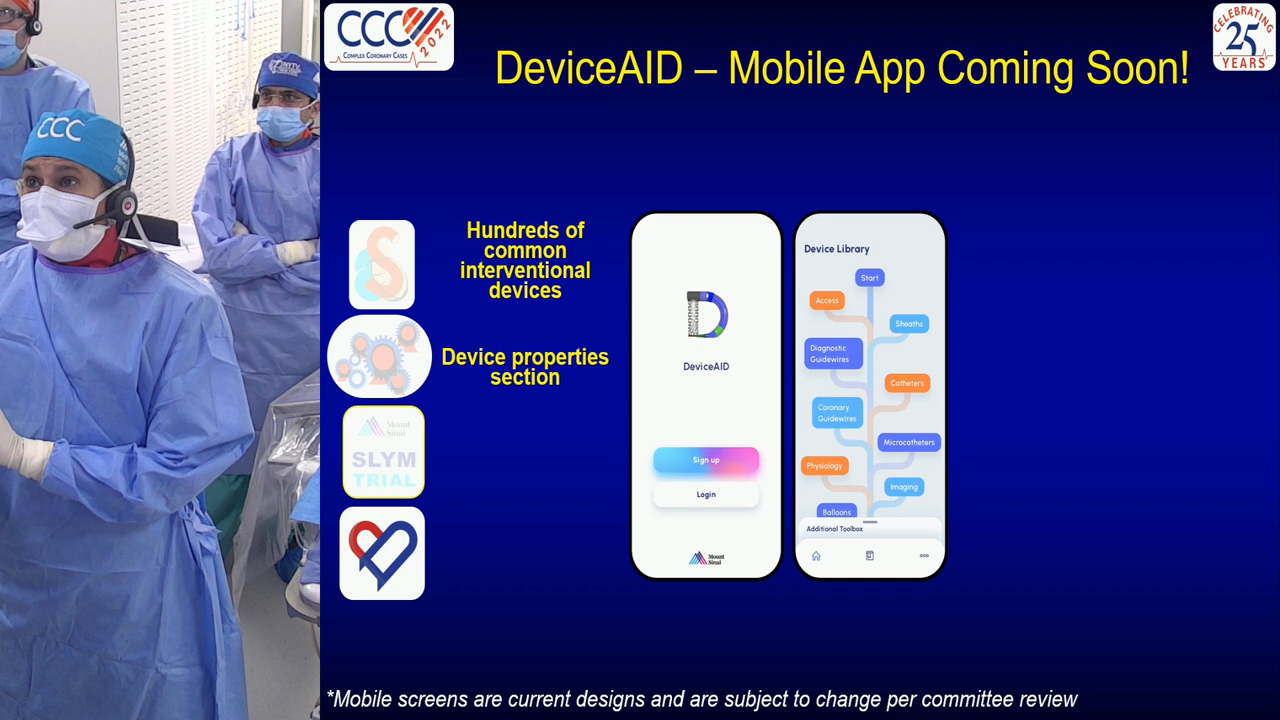 CCC
2022
COMPLEX CORONARY CASES
CELEBRATING
25
YEARS
DeviceAID – Mobile App Coming Soon!
CCC
Hundreds of
common
interventional
devices
Device properties
section
Mount
Sinai
SLYM
TRIAL
DeviceAID
Sign up
Login
Mount
Sinai
Device Library
Start
Access
Sheaths
Diagnostic
Guidewires
Catheters
Coronary
Guidewires
Microcatheters
Physiology
Imaging
Balloons
Additional Toolbox
*Mobile screens are current designs and are subject to change per committee review